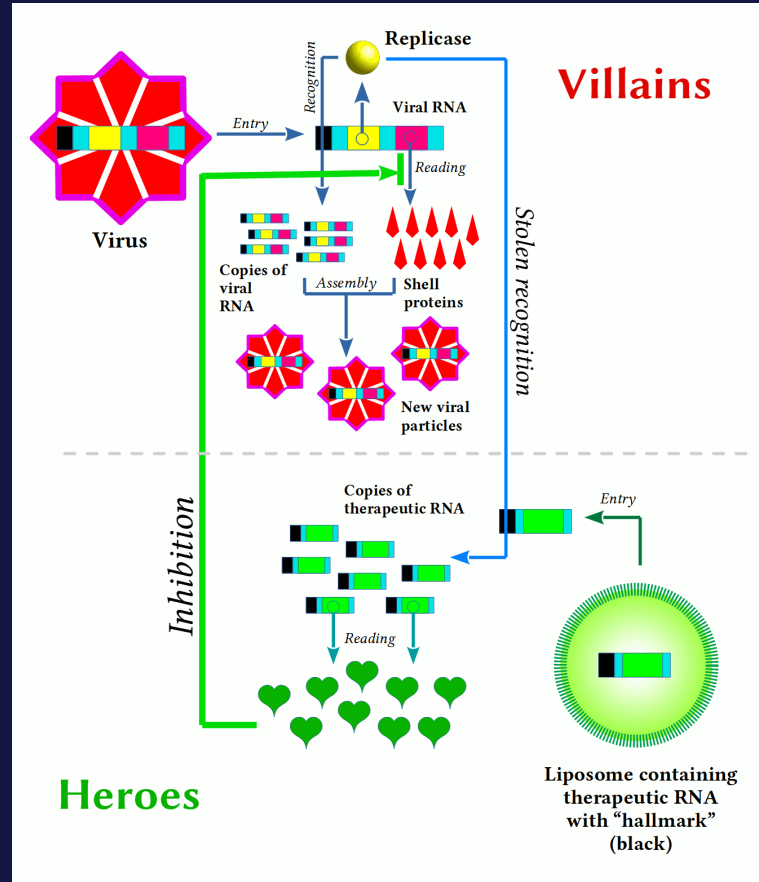 Replicase
Villains
Recognition
Viral RNA
Entry
Reading
Virus
Copies of
viral
RNA
Assembly
Shell
proteins
Stolen recognition
New viral
particles
Copies of
therapeutic RNA
Entry
Inhibition
Reading
Heroes
Liposome containing
therapeutic RNA
with “hallmark”
(black)